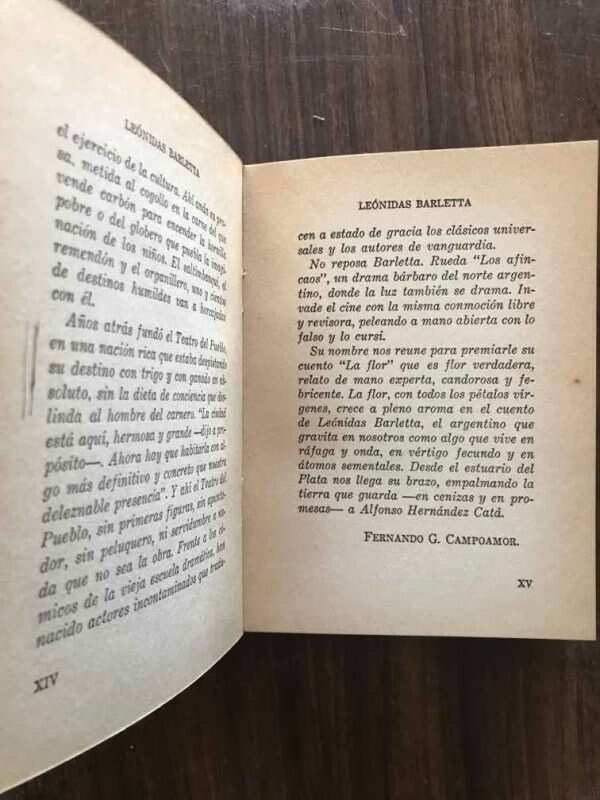 LEÓNIDAS BARLETTA
el ejercicio de la cultura. Ahí están su pro-
sa, metida al cogollo en la carne del que
vende carbón para encender la hornilla
pobre o del globero que puebla la imagi-
nación de los niños. El saltimbanqui, el
remendón y el organillero, uno y cientos
de destinos humildes van a horcajadas
con él.
Años atrás fundó el Teatro del Pueblo,
en una nación rica que estaba despistando
su destino con trigo y con ganado en ab-
soluto, sin la dieta de conciencia que des-
linda al hombre del carnero. "La ciudad
está aquí, hermosa y grande —dijo a pro-
pósito—. Ahora hay que habitarla con al-
go más definitivo y concreto que nuestra
deleznable presencia". Y ahí el Teatro del
Pueblo, sin primeras figuras, sin apunta-
dor, sin peluquero, ni servidumbre a na-
da que no sea la obra. Frente a los có-
micos de la vieja escuela dramática, han
nacido actores incontaminados que tradu-
XIV
LEÓNIDAS BARLETTA
cen a estado de gracia los clásicos univer-
sales y los autores de vanguardia.
No reposa Barletta. Rueda "Los afin-
caos", un drama bárbaro del norte argen-
tino, donde la luz también se drama. In-
vade el cine con la misma conmoción libre
y revisora, peleando a mano abierta con lo
falso y lo cursi.
Su nombre nos reune para premiarle su
cuento "La flor" que es flor verdadera,
relato de mano experta, candorosa y fe-
bricente. La flor, con todos los pétalos vír-
genes, crece a pleno aroma en el cuento
de Leónidas Barletta, el argentino que
gravita en nosotros como algo que vive en
ráfaga y onda, en vértigo fecundo y en
átomos sementales. Desde el estuario del
Plata nos llega su brazo, empalmando la
tierra que guarda —en cenizas y en pro-
mesas— a Alfonso Hernández Catá.
FERNANDO G. CAMPOAMOR.
XV